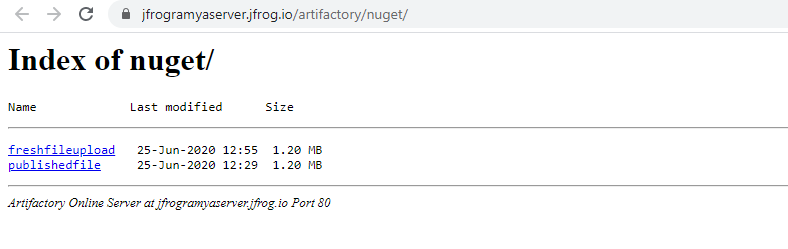 jfrogramyaserver.jfrog.io/artifactory/nuget/
Index of nuget/
Name Last modified Size
freshfileupload 25-Jun-2020 12:55 1.20 MB
publishedfile 25-Jun-2020 12:29 1.20 MB
Artifactory Online Server at jfrogramyaserver.jfrog.io Port 80